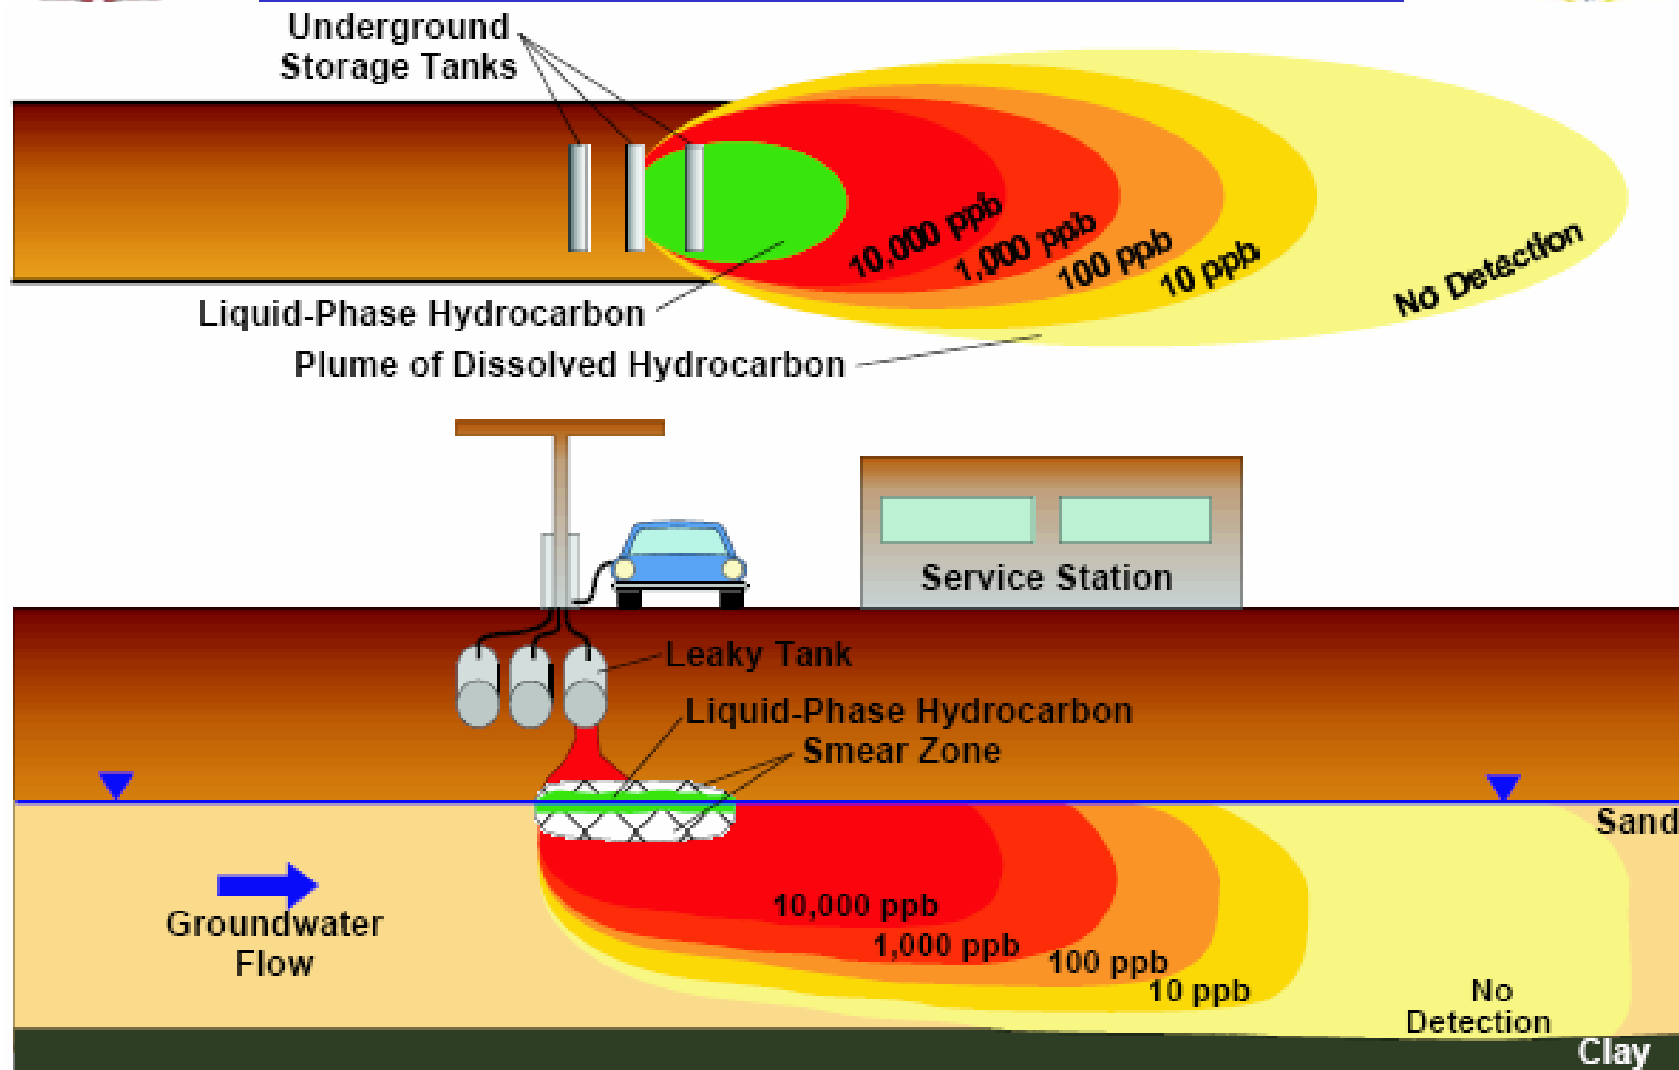 Underground
Storage Tanks
10,000 ppb
1,000 ppb
100 ppb
10 ppb
No Detection
Liquid-Phase Hydrocarbon
Plume of Dissolved Hydrocarbon
Service Station
Leaky Tank
Liquid-Phase Hydrocarbon
Smear Zone
Sand
Groundwater
Flow
10,000 ppb
1,000 ppb
100 ppb
10 ppb
No
Detection
Clay